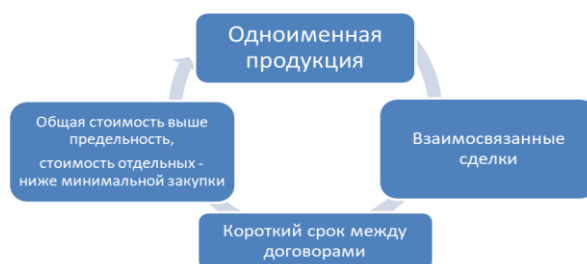 Одноименная
продукция
Взаимосвязанные
сделки
Короткий срок между
договорами
Общая стоимость выше
предельность,
стоимость отдельных -
ниже минимальной закупки